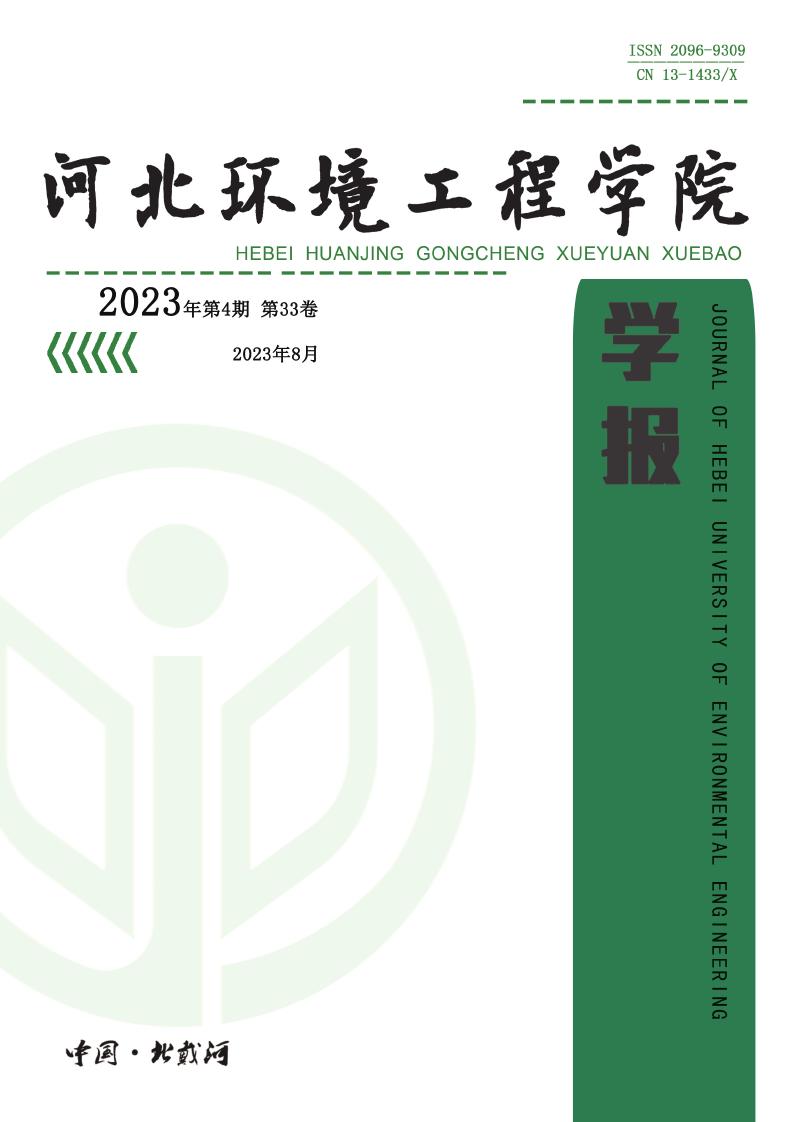 ISSN 2096-9309
CN 13-1433/X
河北环境工程学院
HEBEI HUANJING GONGCHENG XUEYUAN XUEBAO
学报
JOURNAL OF HEBEI UNIVERSITY OF ENVIRONMENTAL ENGINEERING
2023年第4期 第33卷
2023年8月
中国·北戴河